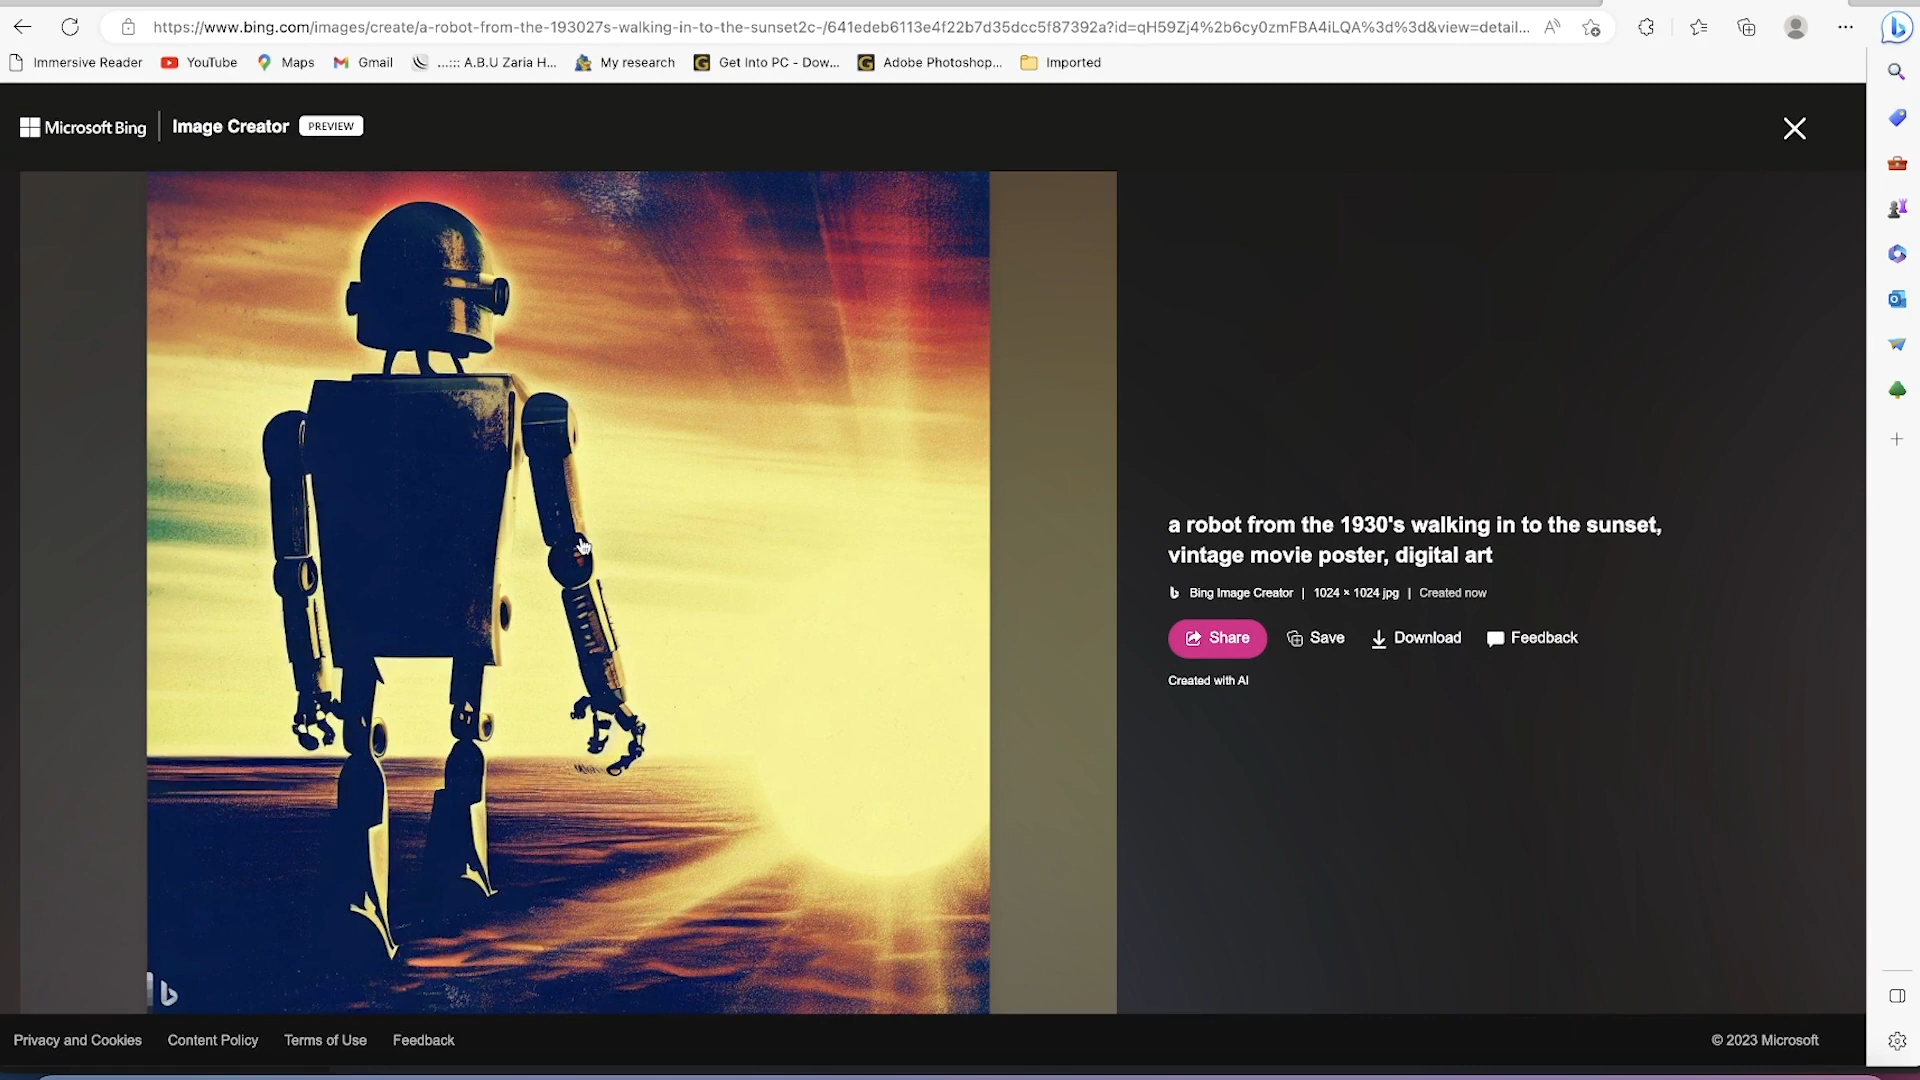 https://www.bing.com/images/create/a-robot-from-the-193027s-walking-in-to-the-sunset2c-/641edeb6113e4f22b7d35dcc5f87392a?id=qH59Zj4%2b6cy0zmFBA4iLQA%3d%3d&view=detail...
Immersive Reader YouTube Maps Gmail ...::: A.B.U Zaria H... My research Get Into PC - Dow... Adobe Photoshop... Imported
Microsoft Bing Image Creator PREVIEW
a robot from the 1930's walking in to the sunset,
vintage movie poster, digital art
Bing Image Creator | 1024 × 1024 jpg | Created now
Share Save Download Feedback
Created with AI
Privacy and Cookies Content Policy Terms of Use Feedback © 2023 Microsoft